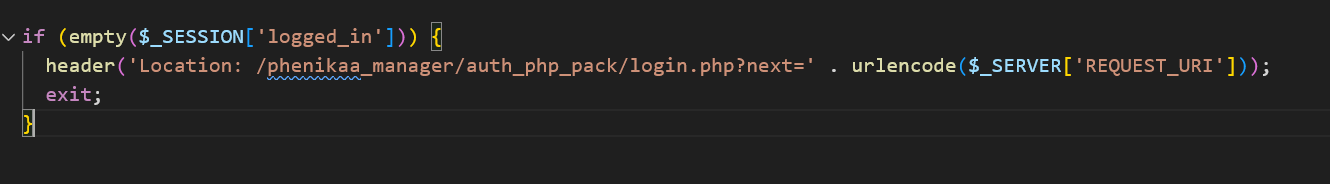 if (empty($_SESSION['logged_in'])) {
header('Location: /phenikaa_manager/auth_php_pack/login.php?next=' . urlencode($_SERVER['REQUEST_URI']));
exit;
}